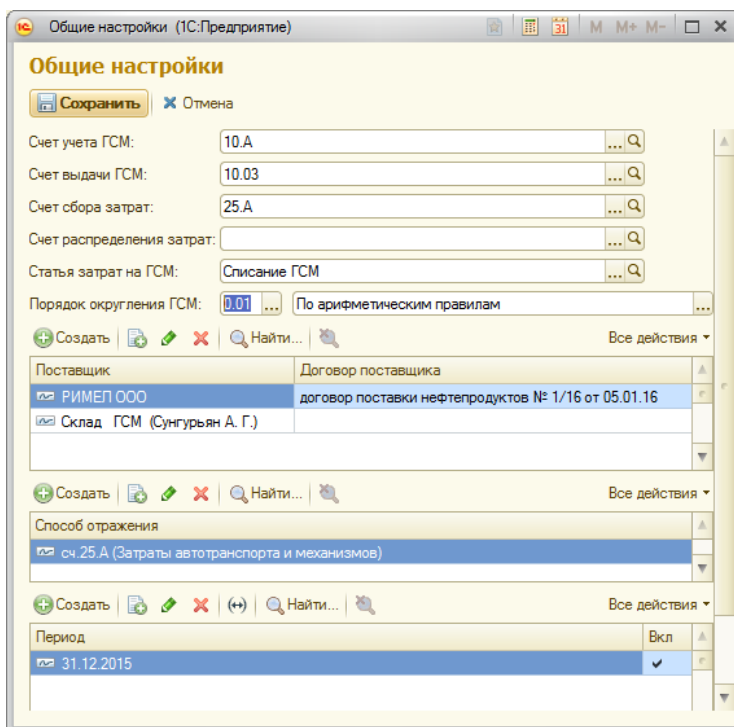 Общие настройки (1С:Предприятие)
31 M M+ M-
Общие настройки
Сохранить Отмена
Счет учета ГСМ: 10.А ...
Счет выдачи ГСМ: 10.03 ...
Счет сбора затрат: 25.А ...
Счет распределения затрат: ...
Статья затрат на ГСМ: Списание ГСМ ...
Порядок округления ГСМ: 0.01 ... По арифметическим правилам ...
Создать Найти... Все действия
Поставщик Договор поставщика
РИМЕЛ ООО договор поставки нефтепродуктов № 1/16 от 05.01.16
Склад ГСМ (Сунгурьян А. Г.)
Создать Найти... Все действия
Способ отражения
сч.25.А (Затраты автотранспорта и механизмов)
Создать Найти... Все действия
Период Вкл
31.12.2015